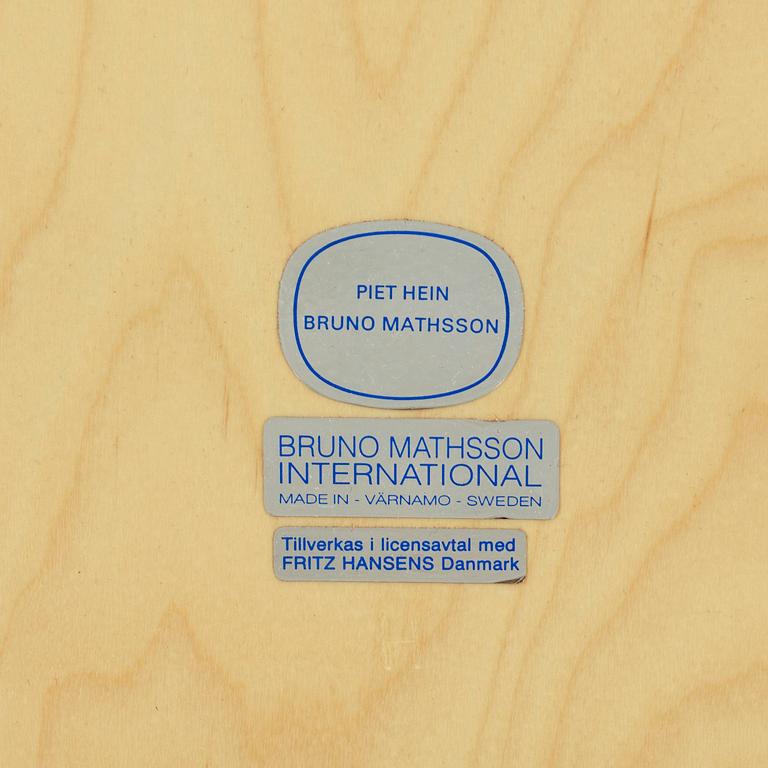 PIET HEIN
BRUNO MATHSSON
BRUNO MATHSSON
INTERNATIONAL
MADE IN - VÄRNAMO - SWEDEN
Tillverkas i licensavtal med
FRITZ HANSENS Danmark